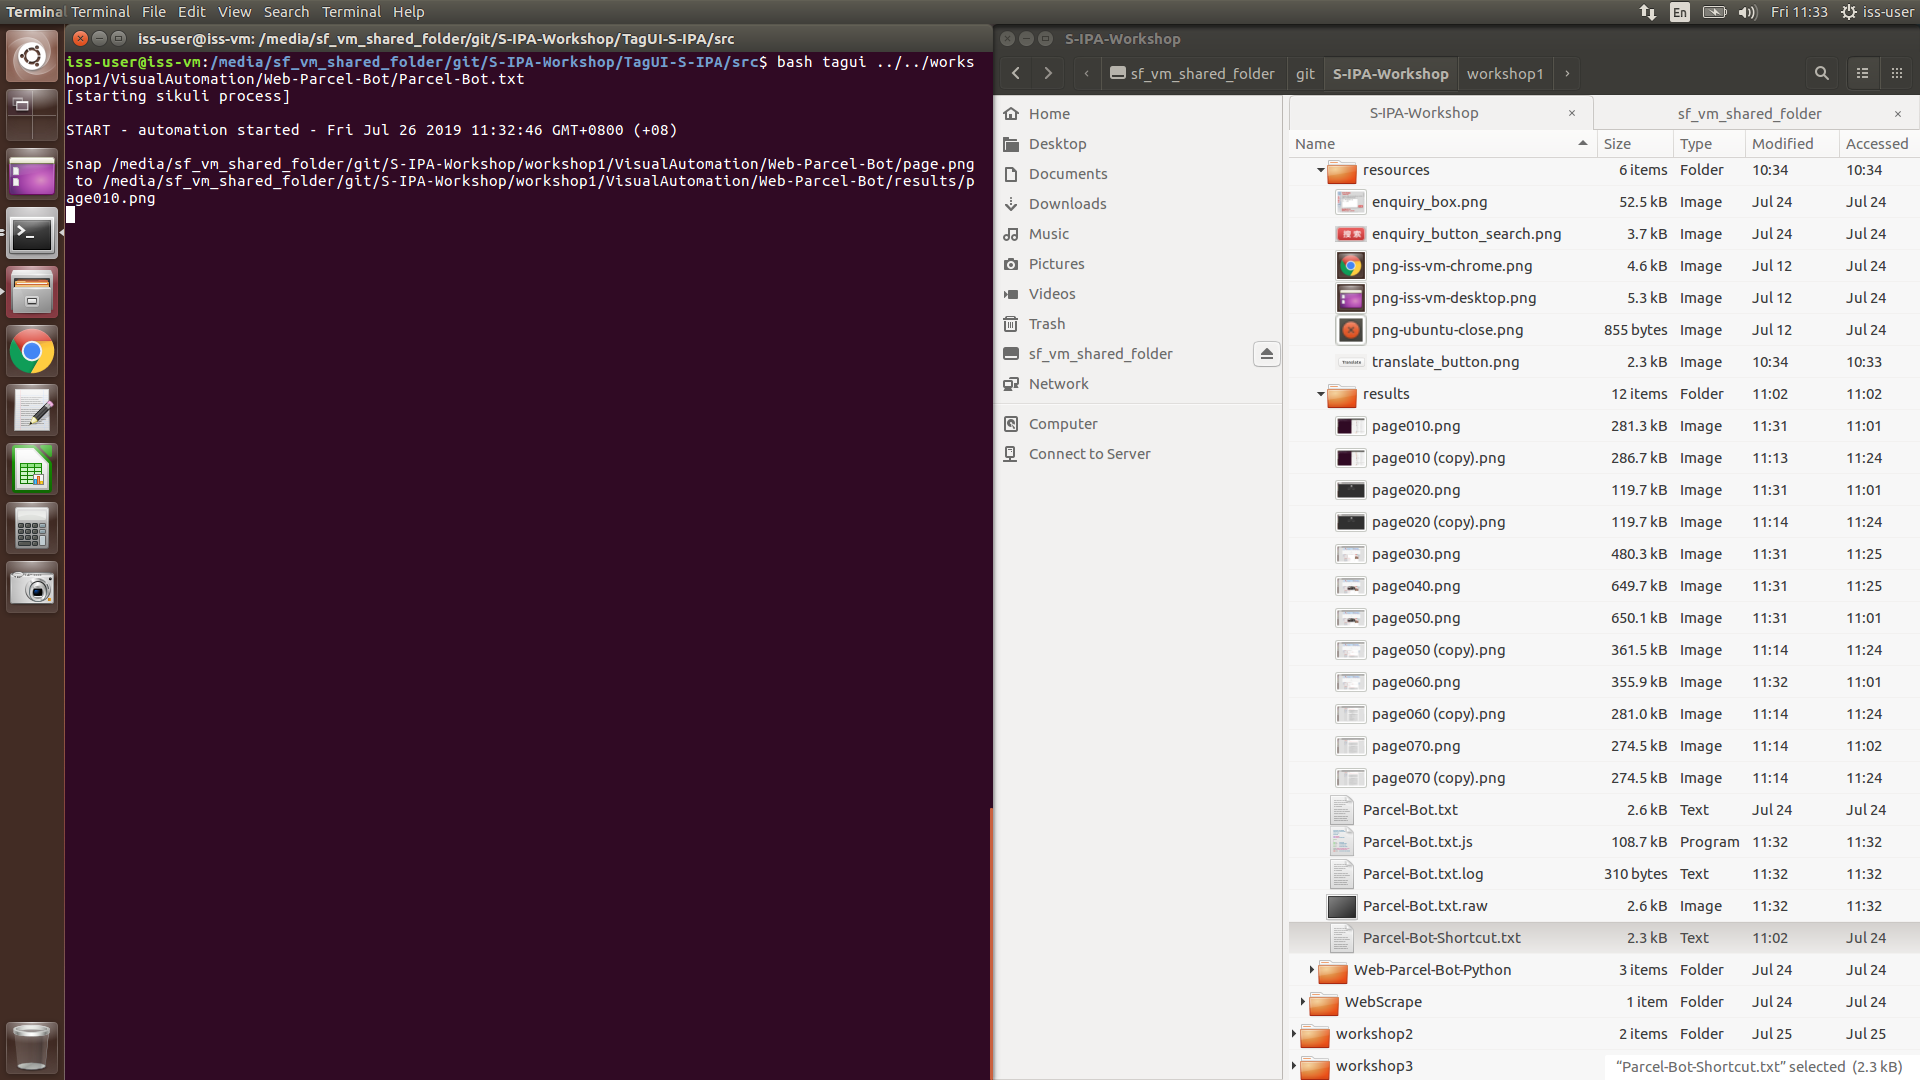 Terminal Terminal File Edit View Search Terminal Help
En Fri 11:33 iss-user
iss-user@iss-vm: /media/sf_vm_shared_folder/git/S-IPA-Workshop/TagUI-S-IPA/src
iss-user@iss-vm:/media/sf_vm_shared_folder/git/S-IPA-Workshop/TagUI-S-IPA/src$ bash tagui ../../works
hop1/VisualAutomation/Web-Parcel-Bot/Parcel-Bot.txt
[starting sikuli process]
START - automation started - Fri Jul 26 2019 11:32:46 GMT+0800 (+08)
snap /media/sf_vm_shared_folder/git/S-IPA-Workshop/workshop1/VisualAutomation/Web-Parcel-Bot/page.png
to /media/sf_vm_shared_folder/git/S-IPA-Workshop/workshop1/VisualAutomation/Web-Parcel-Bot/results/p
age010.png
S-IPA-Workshop
sf_vm_shared_folder git S-IPA-Workshop workshop1
Home
Desktop
Documents
Downloads
Music
Pictures
Videos
Trash
sf_vm_shared_folder
Network
Computer
Connect to Server
S-IPA-Workshop × sf_vm_shared_folder ×
Name Size Type Modified Accessed
resources 6 items Folder 10:34 10:34
enquiry_box.png 52.5 kB Image Jul 24 Jul 24
搜索 enquiry_button_search.png 3.7 kB Image Jul 24 Jul 24
png-iss-vm-chrome.png 4.6 kB Image Jul 12 Jul 24
png-iss-vm-desktop.png 5.3 kB Image Jul 12 Jul 24
png-ubuntu-close.png 855 bytes Image Jul 12 Jul 24
Translate translate_button.png 2.3 kB Image 10:34 10:33
results 12 items Folder 11:02 11:02
page010.png 281.3 kB Image 11:31 11:01
page010 (copy).png 286.7 kB Image 11:13 11:24
page020.png 119.7 kB Image 11:31 11:01
page020 (copy).png 119.7 kB Image 11:14 11:24
page030.png 480.3 kB Image 11:31 11:25
page040.png 649.7 kB Image 11:31 11:25
page050.png 650.1 kB Image 11:31 11:01
page050 (copy).png 361.5 kB Image 11:14 11:24
page060.png 355.9 kB Image 11:32 11:01
page060 (copy).png 281.0 kB Image 11:14 11:24
page070.png 274.5 kB Image 11:14 11:02
page070 (copy).png 274.5 kB Image 11:14 11:24
Parcel-Bot.txt 2.6 kB Text Jul 24 Jul 24
Parcel-Bot.txt.js 108.7 kB Program 11:32 11:32
Parcel-Bot.txt.log 310 bytes Text 11:32 11:32
Parcel-Bot.txt.raw 2.6 kB Image 11:32 11:32
Parcel-Bot-Shortcut.txt 2.3 kB Text 11:02 Jul 24
Web-Parcel-Bot-Python 3 items Folder Jul 24 Jul 24
WebScrape 1 item Folder Jul 24 Jul 24
workshop2 2 items Folder Jul 25 Jul 25
workshop3
“Parcel-Bot-Shortcut.txt” selected (2.3 kB)